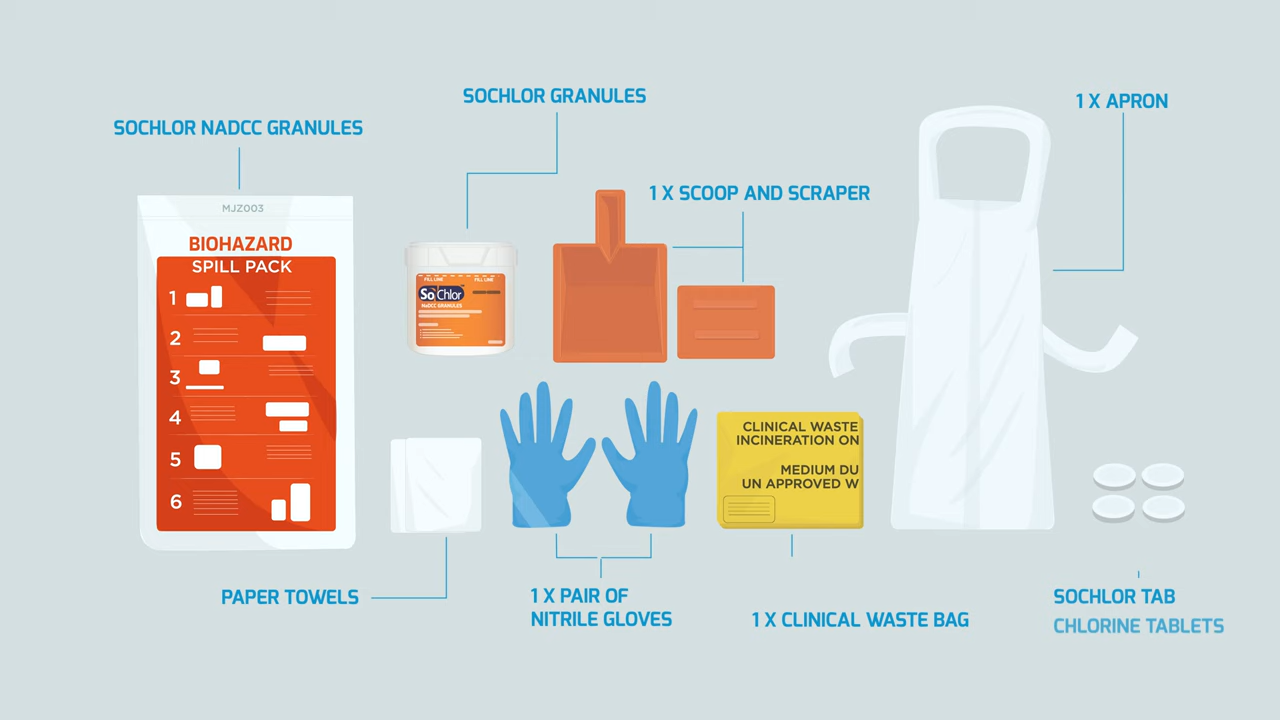 SOCHLOR GRANULES
1 X APRON
SOCHLOR NADCC GRANULES
1 X SCOOP AND SCRAPER
MJZ003
BIOHAZARD
SPILL PACK
1
2
3
4
5
6
FILL LINE FILL LINE
SoChlor
NaDCC GRANULES
CLINICAL WASTE
INCINERATION ON
MEDIUM DU
UN APPROVED W
PAPER TOWELS
1 X PAIR OF
NITRILE GLOVES
1 X CLINICAL WASTE BAG
SOCHLOR TAB
CHLORINE TABLETS